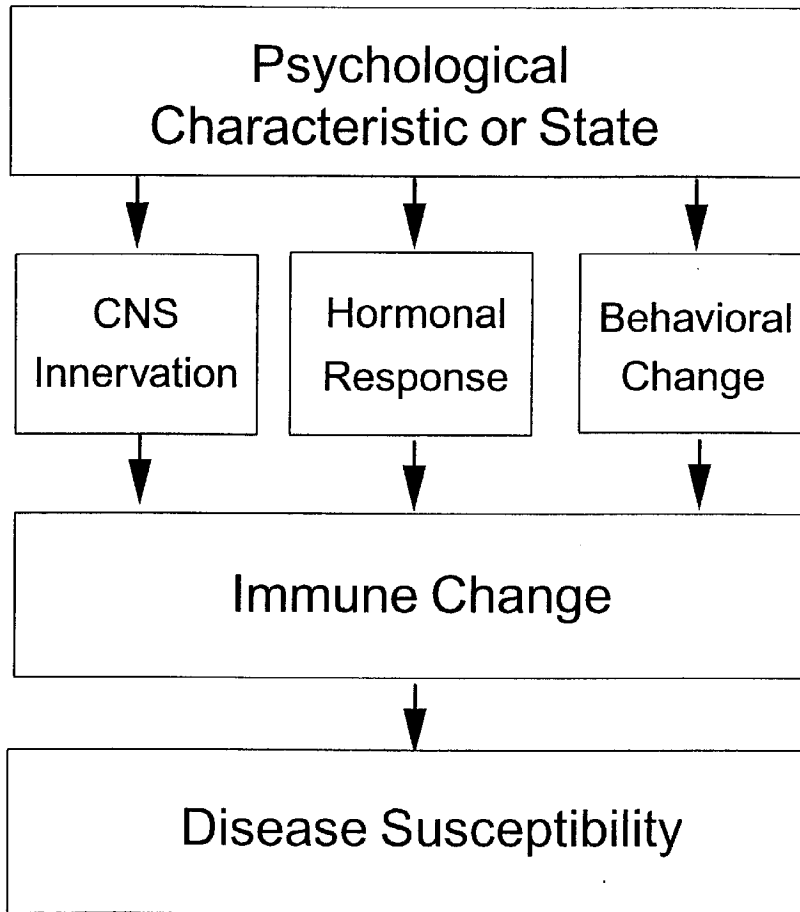 Psychological
Characteristic or State
CNS
Innervation
Hormonal
Response
Behavioral
Change
Immune Change
Disease Susceptibility